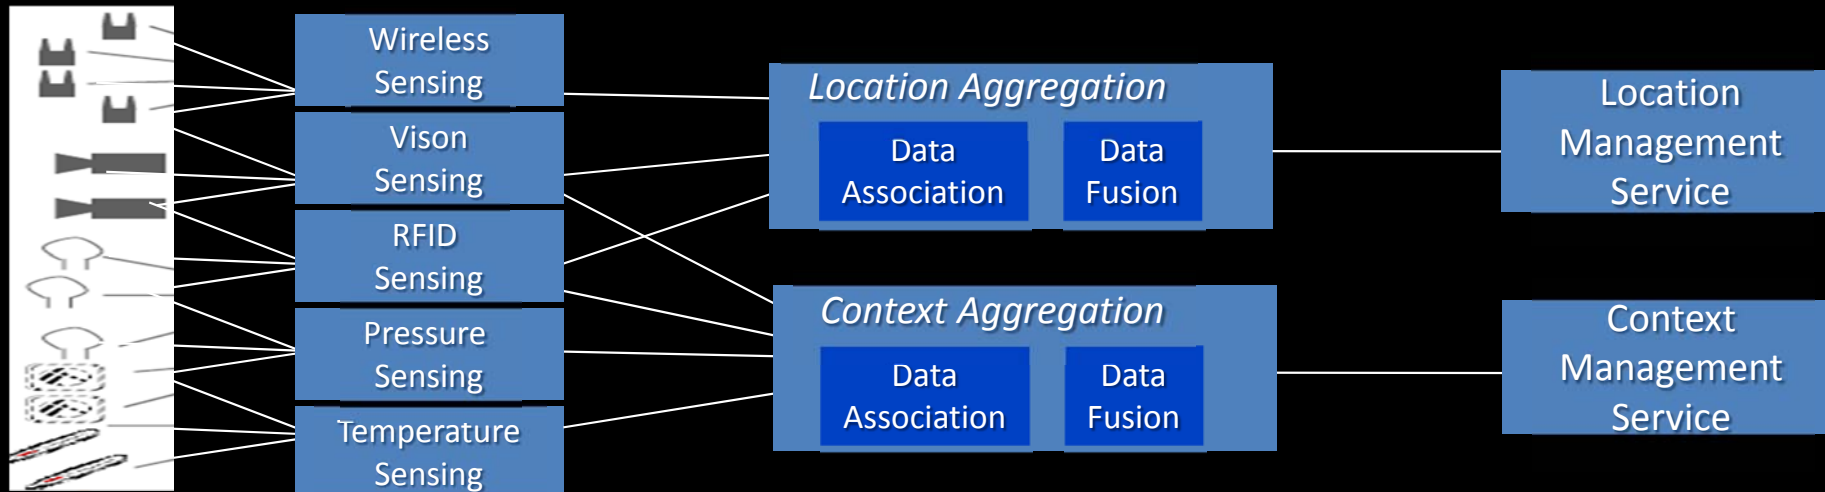 Wireless
Sensing
Vison
Sensing
RFID
Sensing
Pressure
Sensing
Temperature
Sensing
Location Aggregation
Data
Association
Data
Fusion
Context Aggregation
Data
Association
Data
Fusion
Location
Management
Service
Context
Management
Service